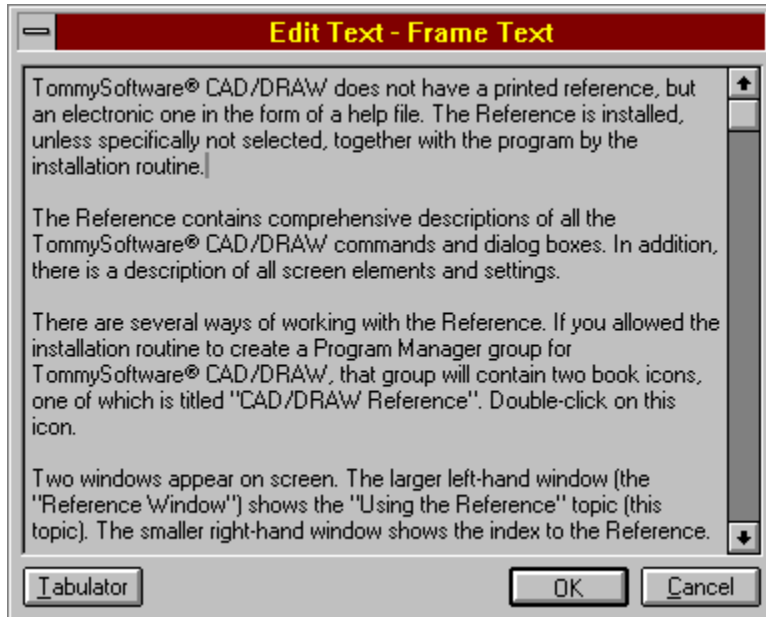 Edit Text - Frame Text
TommySoftware® CAD/DRAW does not have a printed reference, but
an electronic one in the form of a help file. The Reference is installed,
unless specifically not selected, together with the program by the
installation routine.
The Reference contains comprehensive descriptions of all the
TommySoftware® CAD/DRAW commands and dialog boxes. In addition,
there is a description of all screen elements and settings.
There are several ways of working with the Reference. If you allowed the
installation routine to create a Program Manager group for
TommySoftware® CAD/DRAW, that group will contain two book icons,
one of which is titled "CAD/DRAW Reference". Double-click on this
icon.
Two windows appear on screen. The larger left-hand window (the
"Reference Window") shows the "Using the Reference" topic (this
topic). The smaller right-hand window shows the index to the Reference.
Tabulator OK Cancel